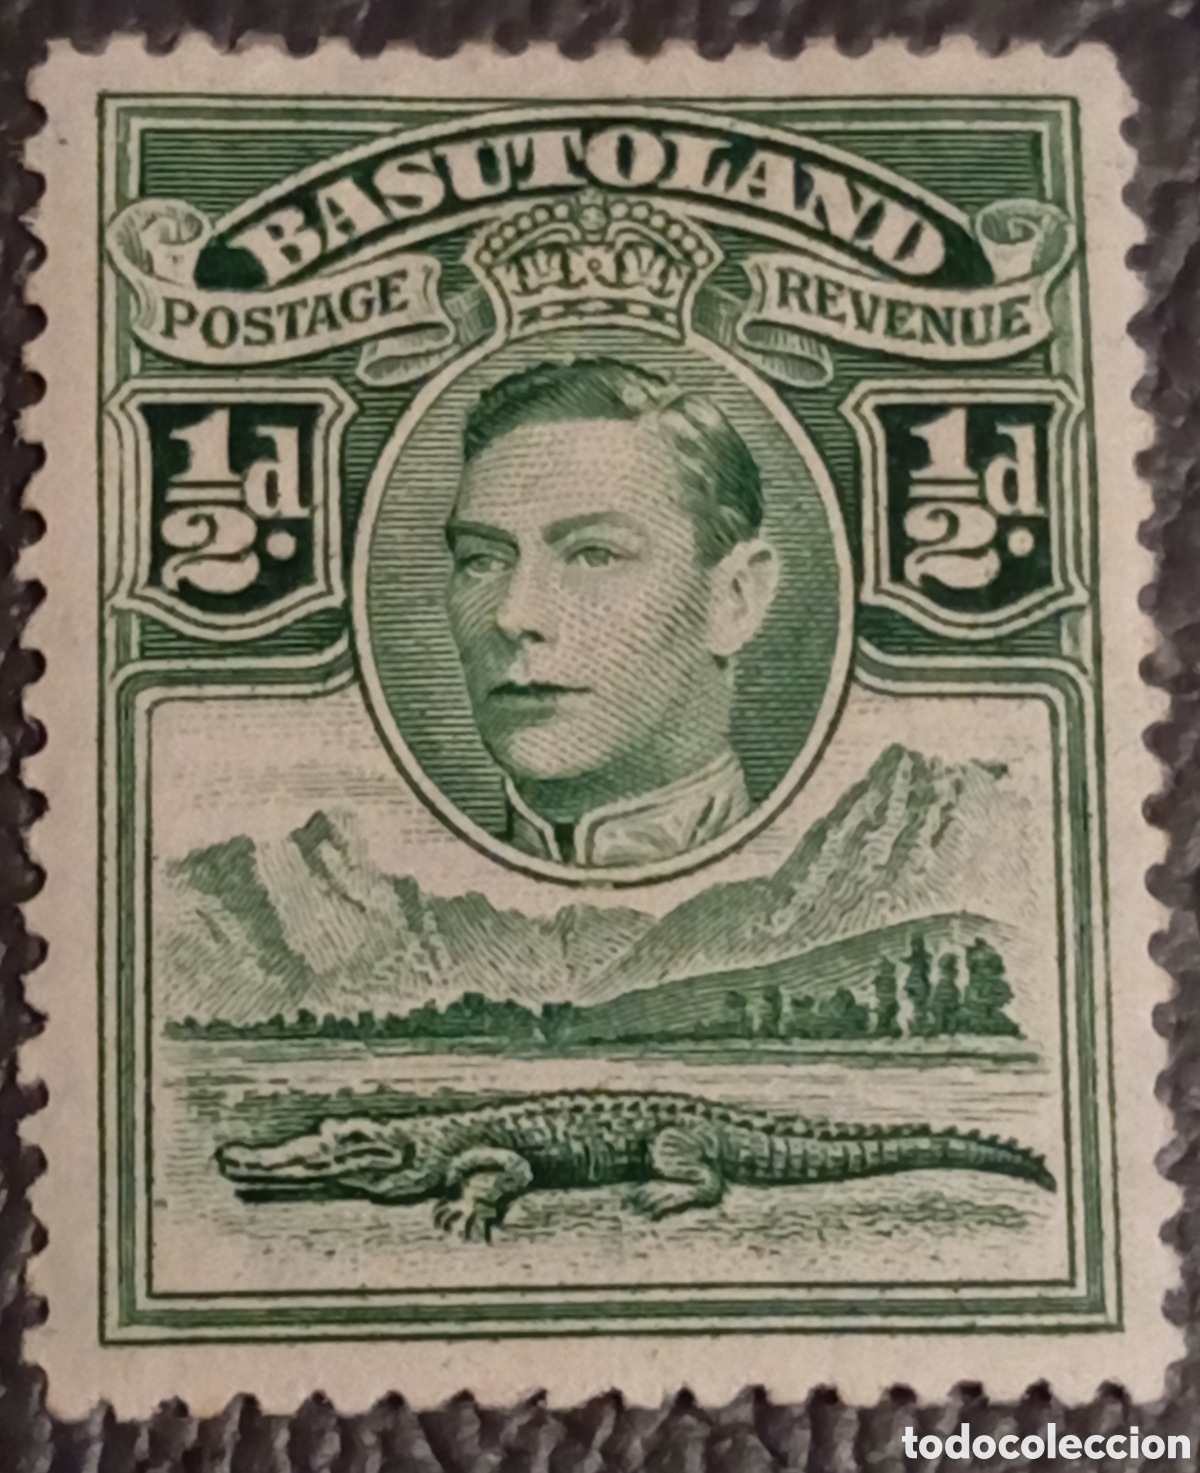 BASUTOLAND
POSTAGE REVENUE
½d. ½d.
todocoleccion